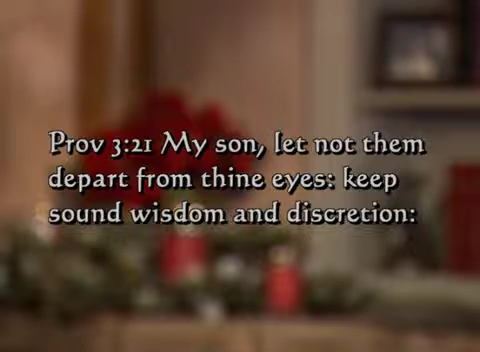 Prov 3:21 My son, let not them
depart from thine eyes: keep
sound wisdom and discretion: